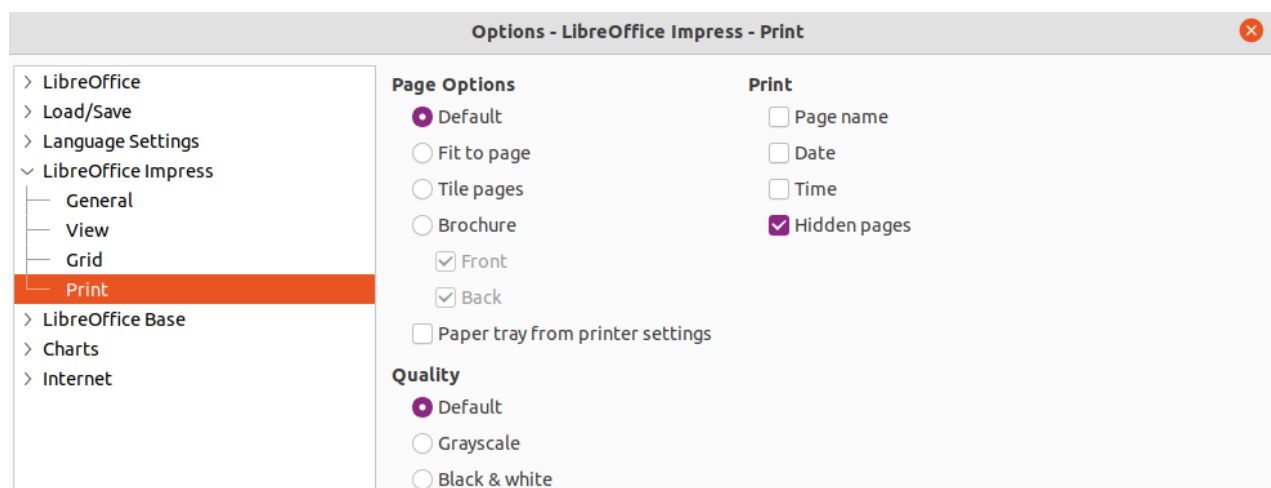 Options - LibreOffice Impress - Print
LibreOffice
Load/Save
Language Settings
LibreOffice Impress
General
View
Grid
Print
LibreOffice Base
Charts
Internet
Page Options
Default
Fit to page
Tile pages
Brochure
Front
Back
Paper tray from printer settings
Quality
Default
Grayscale
Black & white
Print
Page name
Date
Time
Hidden pages